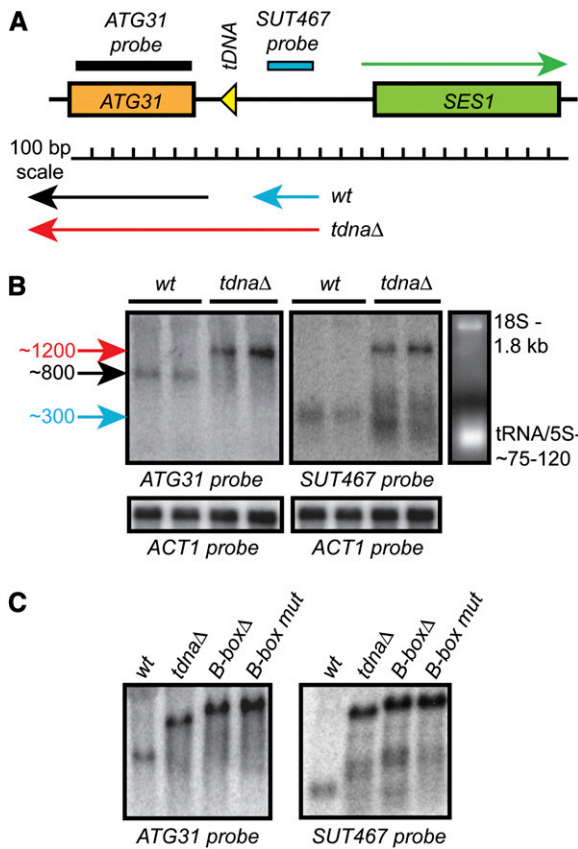 A
ATG31
probe
tDNA
SUT467
probe
ATG31
SES1
100 bp
scale
wt
tdnaΔ
B
wt tdnaΔ wt tdnaΔ
~1200
~800
~300
18S -
1.8 kb
tRNA/5S-
~75-120
ATG31 probe SUT467 probe
ACT1 probe ACT1 probe
C
wt tdnaΔ B-boxΔ B-box mut wt tdnaΔ B-boxΔ B-box mut
ATG31 probe SUT467 probe